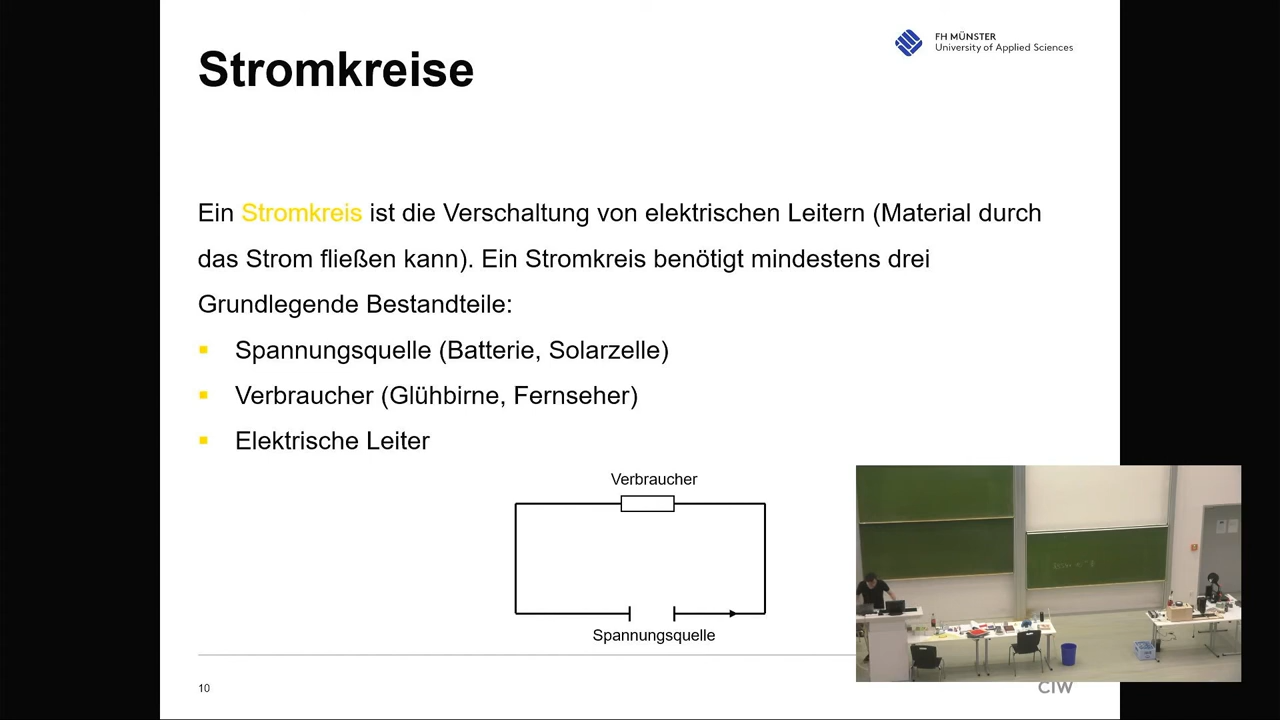 FH MÜNSTER
University of Applied Sciences
Stromkreise
Ein Stromkreis ist die Verschaltung von elektrischen Leitern (Material durch
das Strom fließen kann). Ein Stromkreis benötigt mindestens drei
Grundlegende Bestandteile:
▪ Spannungsquelle (Batterie, Solarzelle)
▪ Verbraucher (Glühbirne, Fernseher)
▪ Elektrische Leiter
Verbraucher
Spannungsquelle
10
CIW